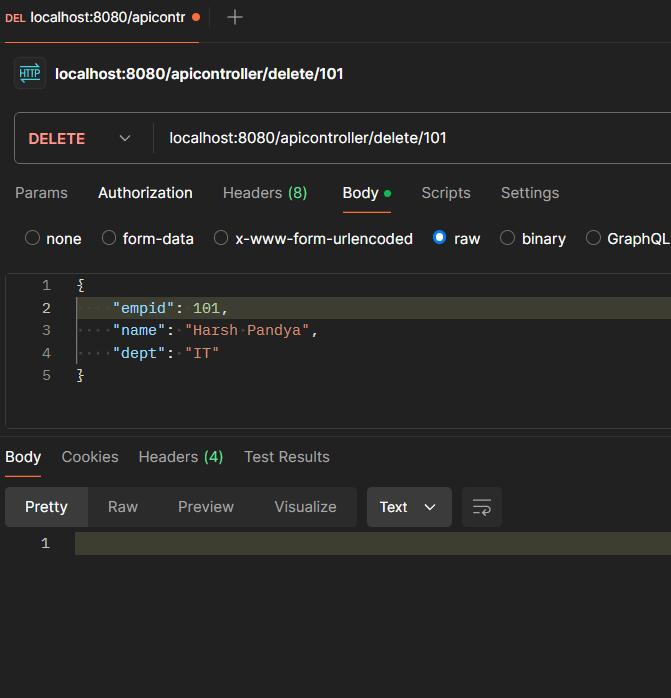 DEL localhost:8080/apicontr
HTTP localhost:8080/apicontroller/delete/101
DELETE localhost:8080/apicontroller/delete/101
Params Authorization Headers (8) Body Scripts Settings
none form-data x-www-form-urlencoded raw binary GraphQL
1 {
2 "empid": 101,
3 "name": "Harsh Pandya",
4 "dept": "IT"
5 }
Body Cookies Headers (4) Test Results
Pretty Raw Preview Visualize Text
1